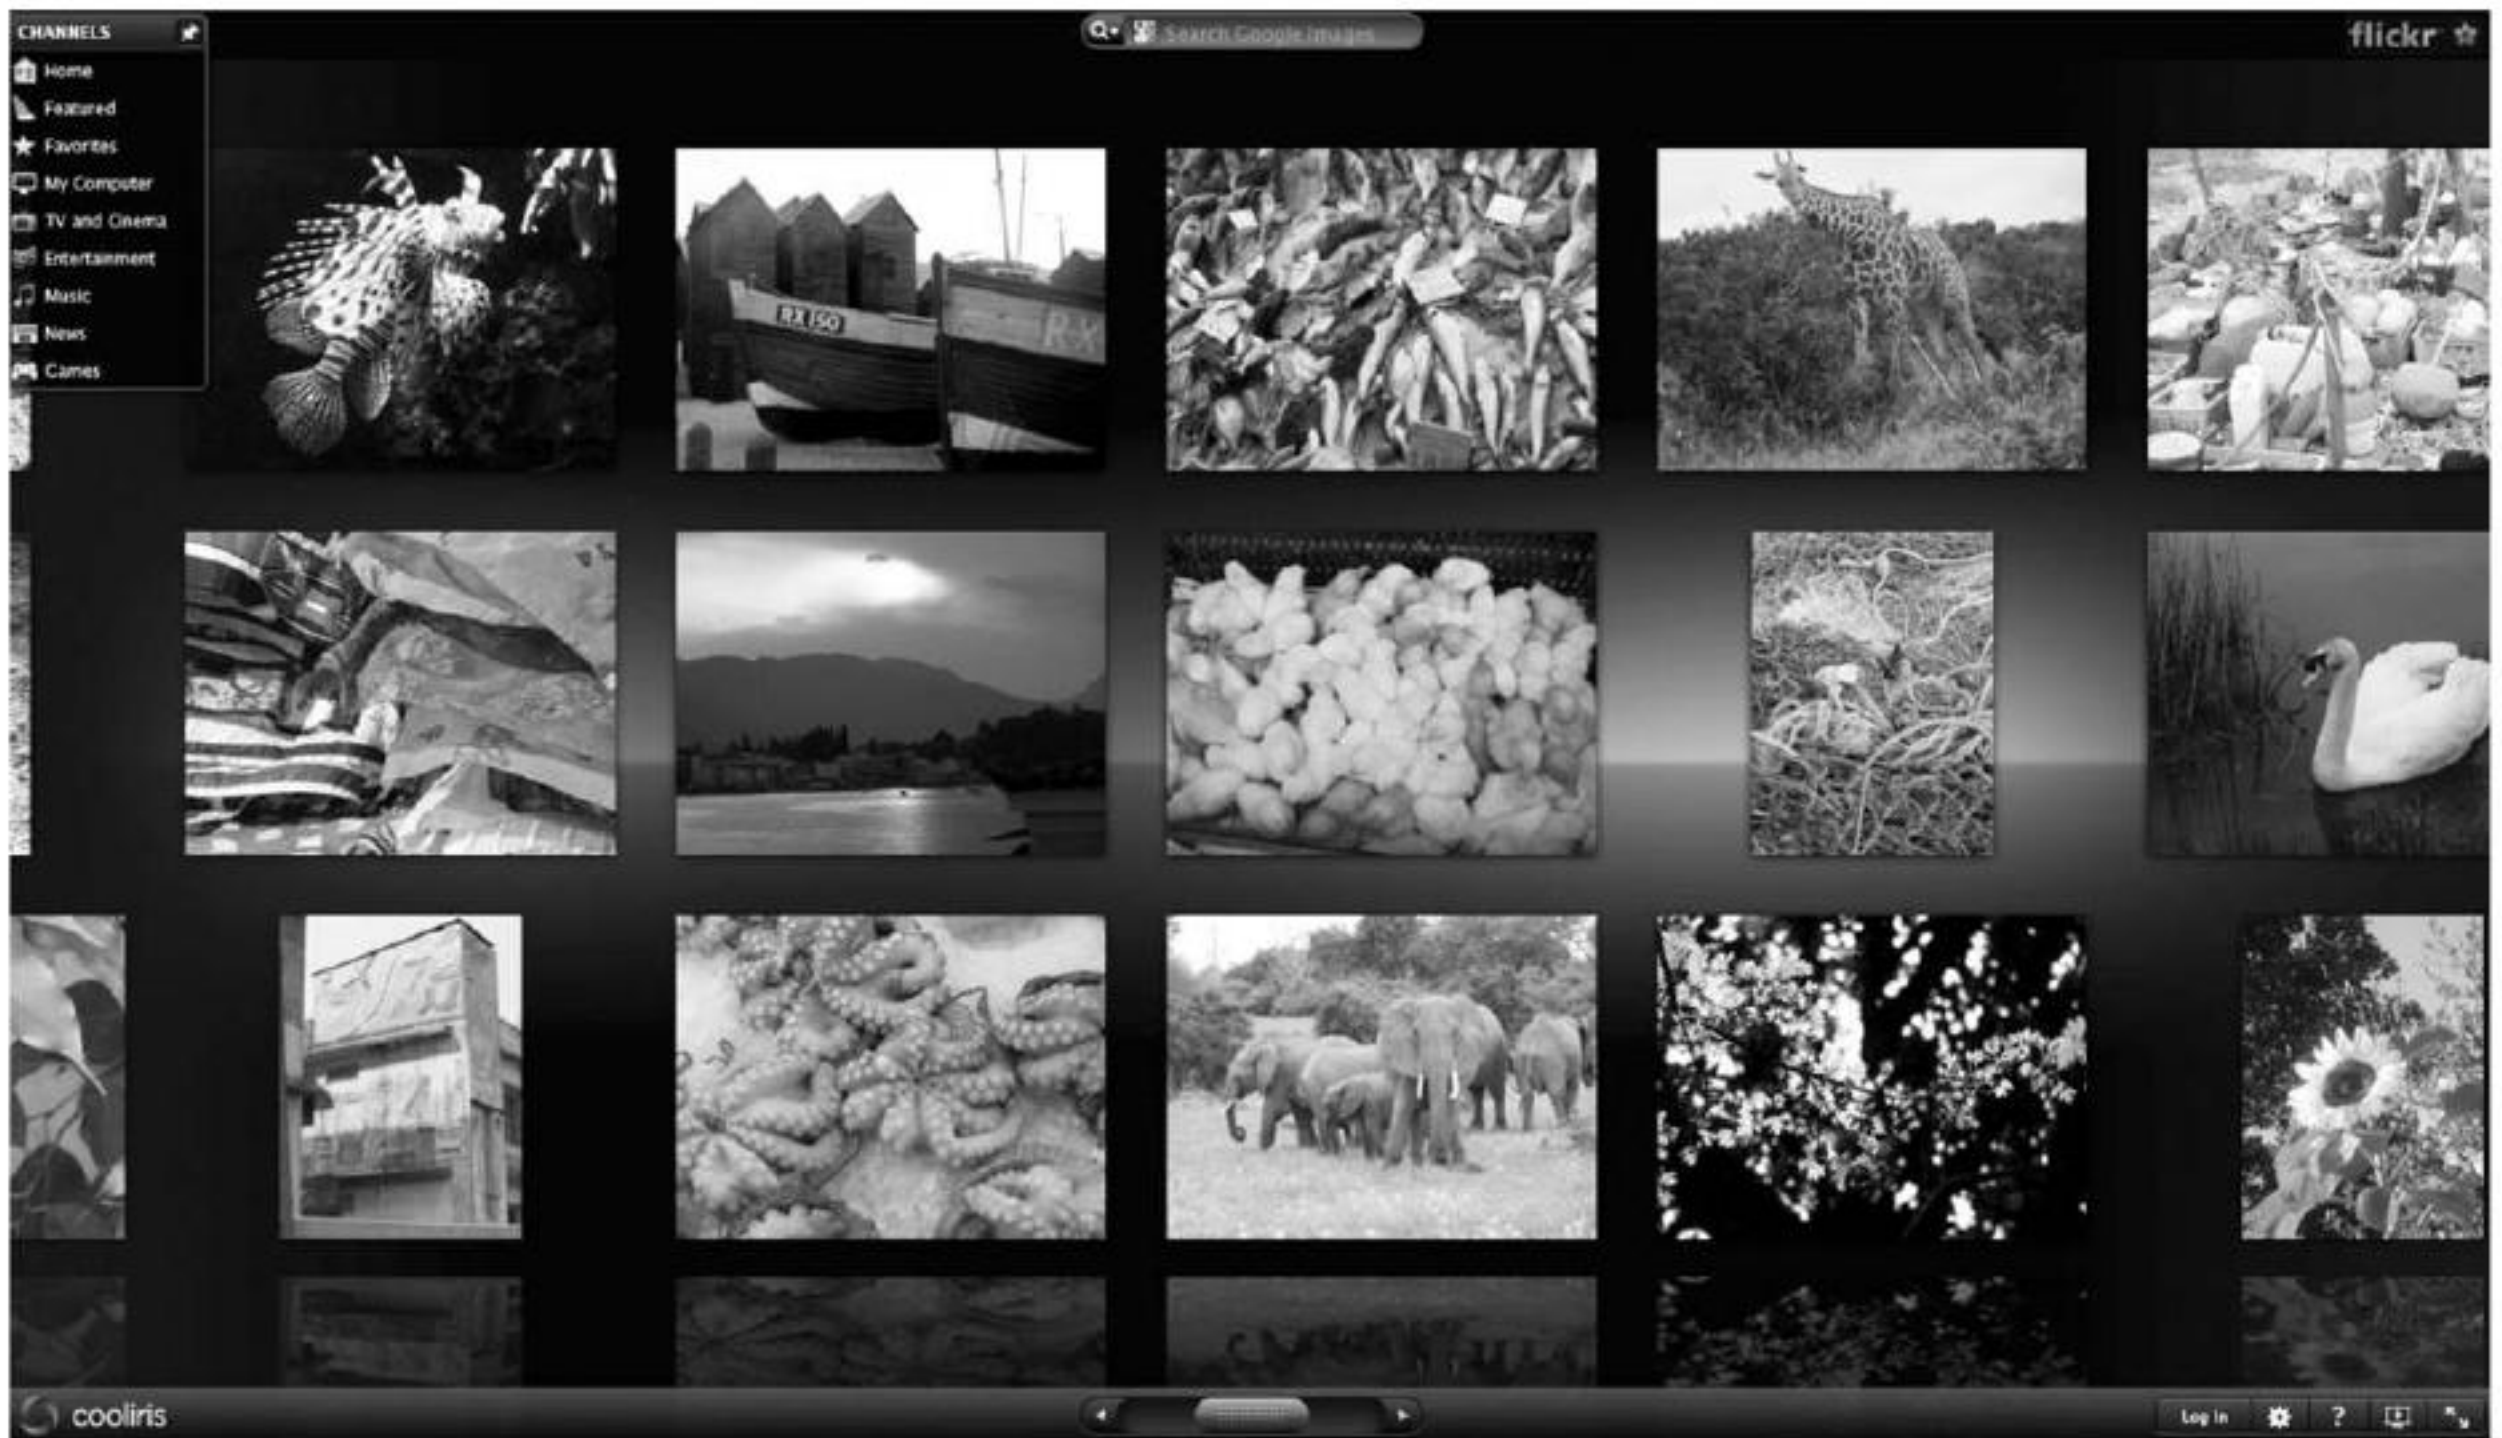 CHANNELS
Search Google Images
flickr
Home
Featured
Favorites
My Computer
TV and Cinema
Entertainment
Music
News
Games
RX 150
RX
cooliris
Log In
?